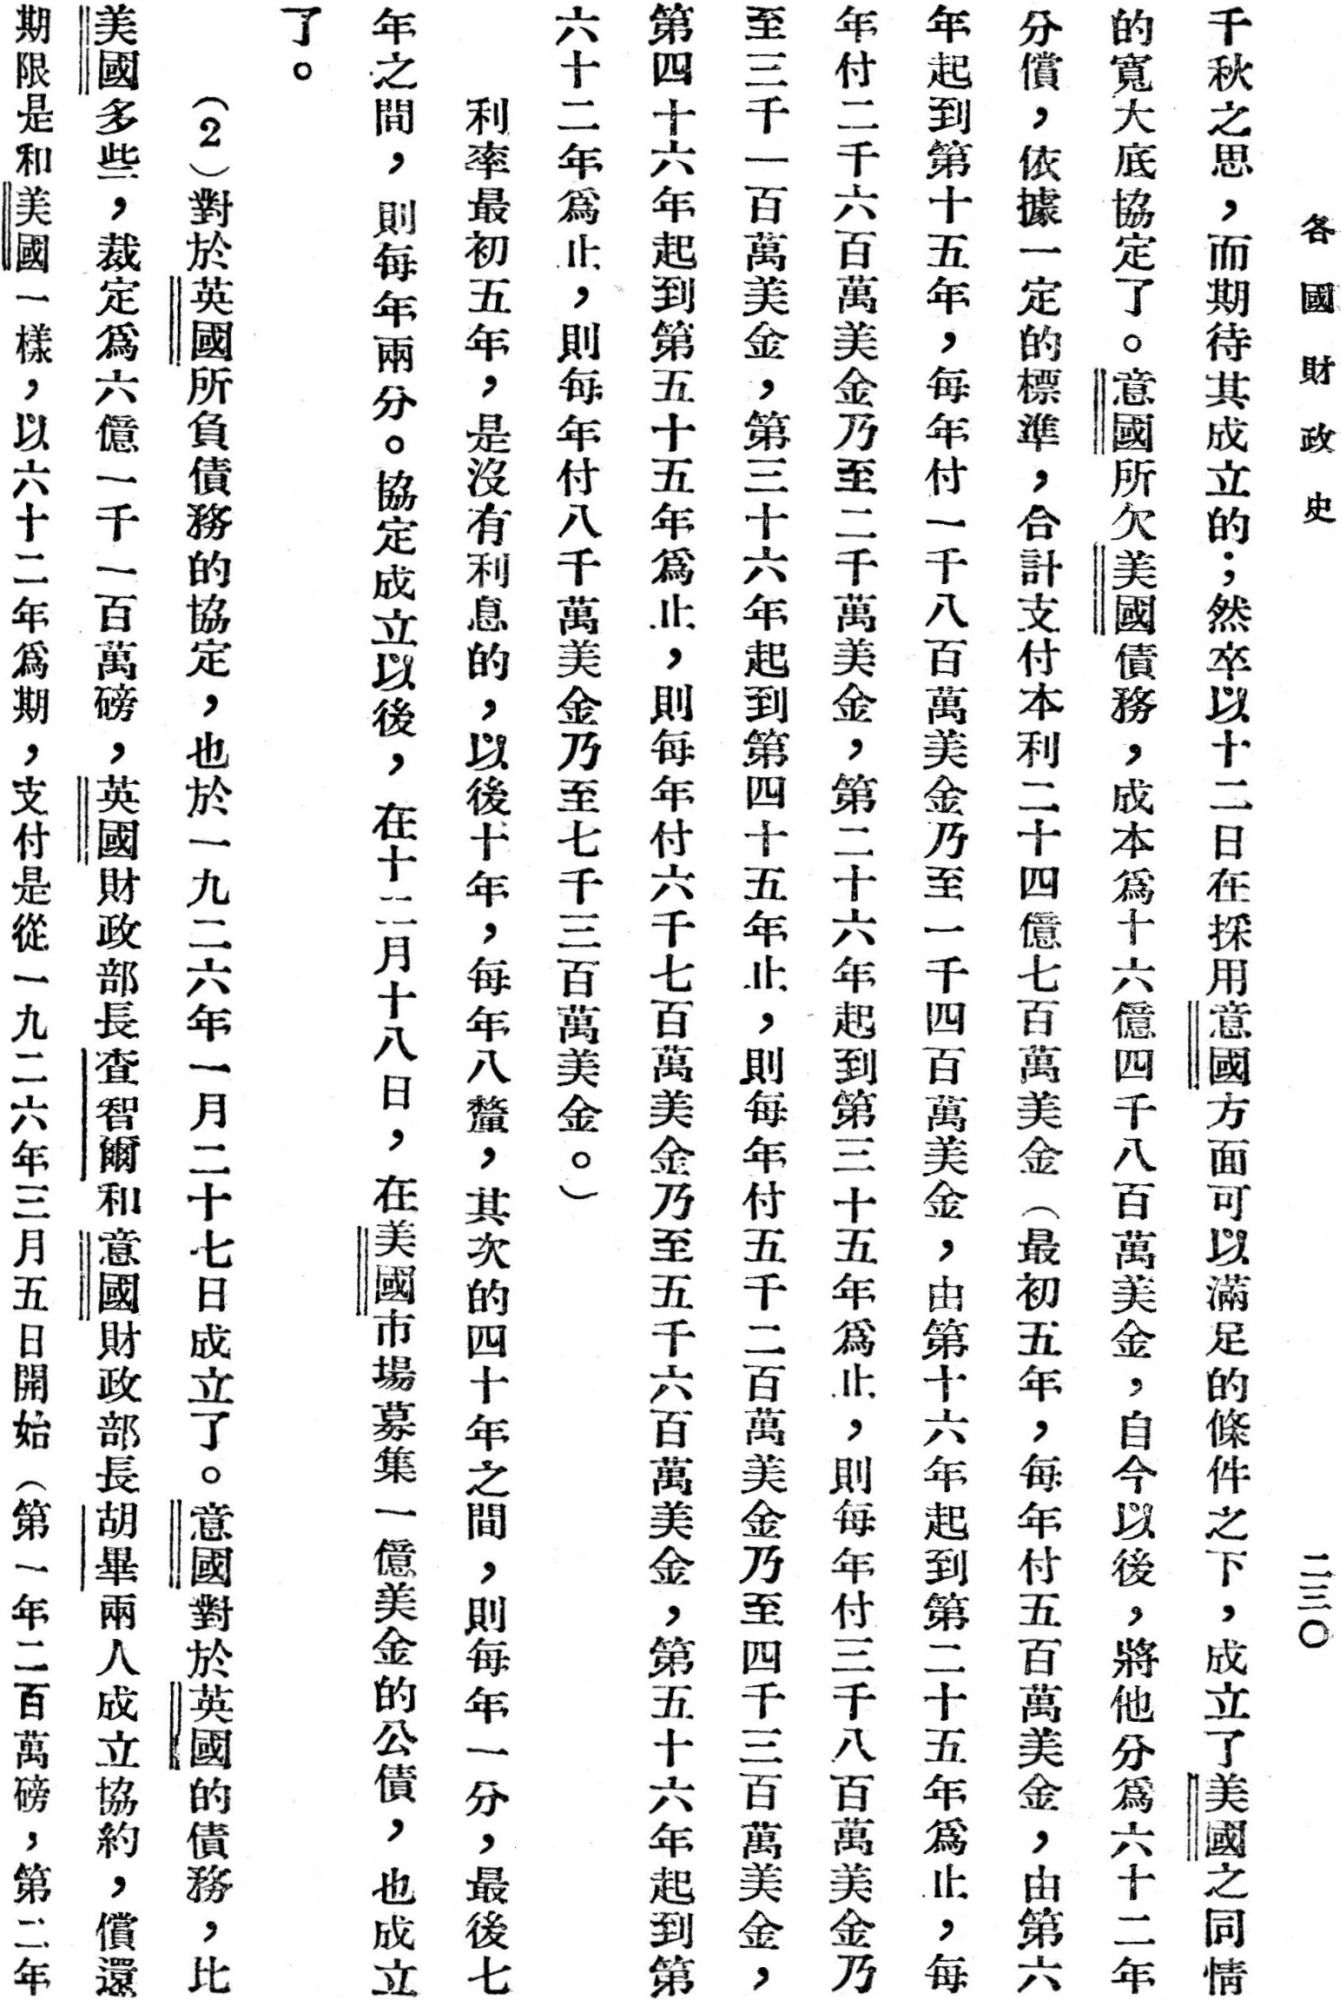 各國財政史
二三〇
千秋之思，而期待其成立的；然卒以十二日在採用意國方面可以滿足的條件之下，成立了美國之同情
的寬大底協定了。意國所欠美國債務，成本爲十六億四千八百萬美金，自今以後，將他分爲六十二年
分償，依據一定的標準，合計支付本利二十四億七百萬美金（最初五年，每年付五百萬美金，由第六
年起到第十五年，每年付一千八百萬美金乃至一千四百萬美金，由第十六年起到第二十五年爲止，每
年付二千六百萬美金乃至二千萬美金，第二十六年起到第三十五年爲止，則每年付三千八百萬美金乃
至三千一百萬美金，第三十六年起到第四十五年止，則每年付五千二百萬美金乃至四千三百萬美金，
第四十六年起到第五十五年爲止，則每年付六千七百萬美金乃至五千六百萬美金，第五十六年起到第
六十二年爲止，則每年付八千萬美金乃至七千三百萬美金。）
利率最初五年，是沒有利息的，以後十年，每年八釐，其次的四十年之間，則每年一分，最後七
年之間，則每年兩分。協定成立以後，在十二月十八日，在美國市場募集一億美金的公債，也成立
了。
（2）對於英國所負債務的協定，也於一九二六年一月二十七日成立了。意國對於英國的債務，比
美國多些，裁定爲六億一千一百萬磅，英國財政部長查智爾和意國財政部長胡畢兩人成立協約，償還
期限是和美國一樣，以六十二年爲期，支付是從一九二六年三月五日開始（第一年二百萬磅，第二年